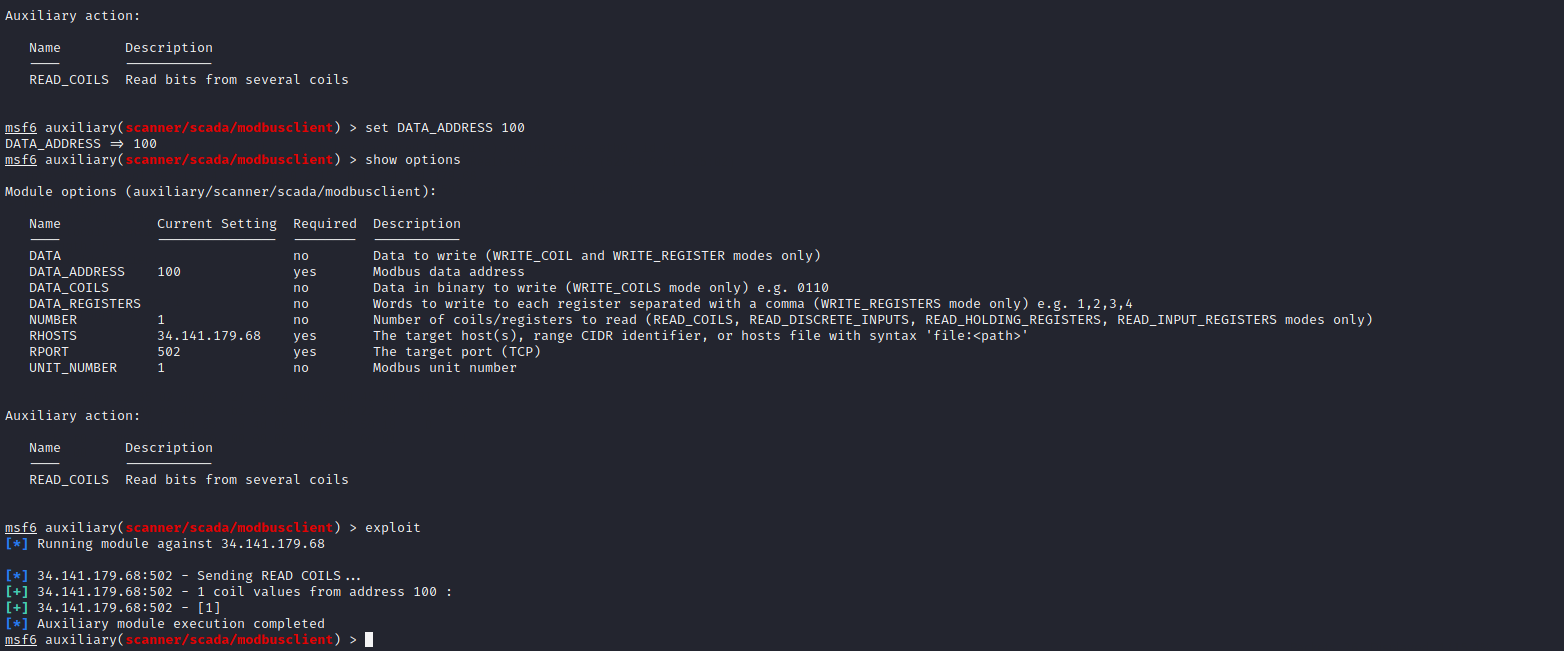 Auxiliary action:
Name Description
READ_COILS Read bits from several coils
msf6 auxiliary(scanner/scada/modbusclient) > set DATA_ADDRESS 100
DATA_ADDRESS ⇒ 100
msf6 auxiliary(scanner/scada/modbusclient) > show options
Module options (auxiliary/scanner/scada/modbusclient):
Name Current Setting Required Description
DATA no Data to write (WRITE_COIL and WRITE_REGISTER modes only)
DATA_ADDRESS 100 yes Modbus data address
DATA_COILS no Data in binary to write (WRITE_COILS mode only) e.g. 0110
DATA_REGISTERS no Words to write to each register separated with a comma (WRITE_REGISTERS mode only) e.g. 1,2,3,4
NUMBER 1 no Number of coils/registers to read (READ_COILS, READ_DISCRETE_INPUTS, READ_HOLDING_REGISTERS, READ_INPUT_REGISTERS modes only)
RHOSTS 34.141.179.68 yes The target host(s), range CIDR identifier, or hosts file with syntax 'file:<path>'
RPORT 502 yes The target port (TCP)
UNIT_NUMBER 1 no Modbus unit number
Auxiliary action:
Name Description
READ_COILS Read bits from several coils
msf6 auxiliary(scanner/scada/modbusclient) > exploit
[*] Running module against 34.141.179.68
[*] 34.141.179.68:502 - Sending READ COILS...
[+] 34.141.179.68:502 - 1 coil values from address 100 :
[+] 34.141.179.68:502 - [1]
[*] Auxiliary module execution completed
msf6 auxiliary(scanner/scada/modbusclient) >